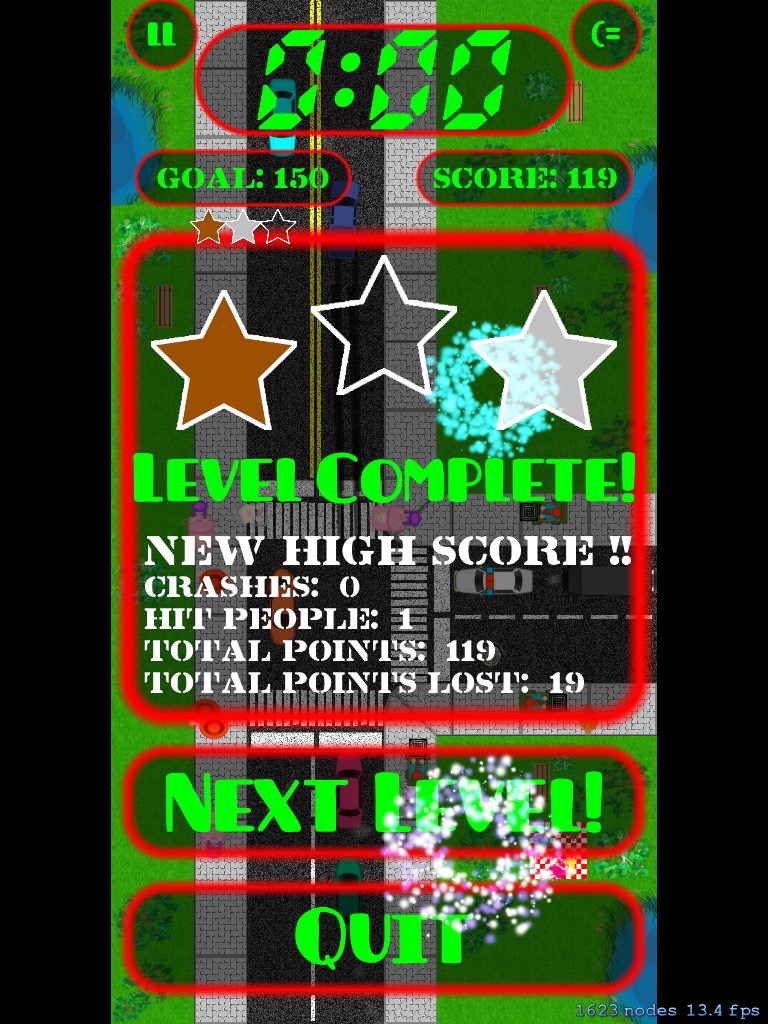 (=
0:00
GOAL: 150
SCORE: 119
LEVEL COMPLETE!
NEW HIGH SCORE !!
CRASHES: 0
HIT PEOPLE: 1
TOTAL POINTS: 119
TOTAL POINTS LOST: 19
NEXT LEVEL!
QUIT
1623 nodes 13.4 fps